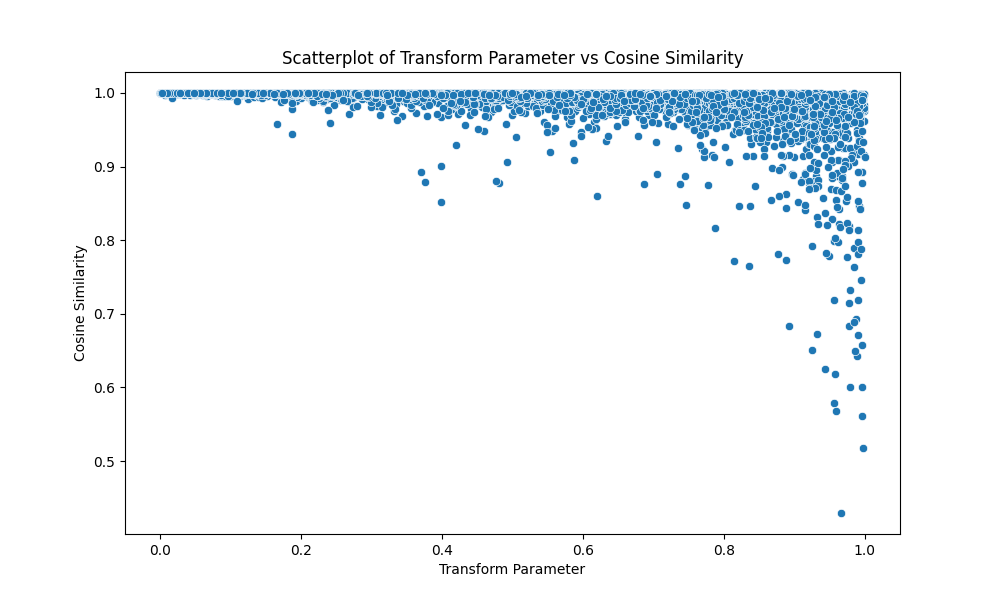 Scatterplot of Transform Parameter vs Cosine Similarity
1.0
0.9
0.8
0.7
0.6
0.5
Cosine Similarity
0.0 0.2 0.4 0.6 0.8 1.0
Transform Parameter